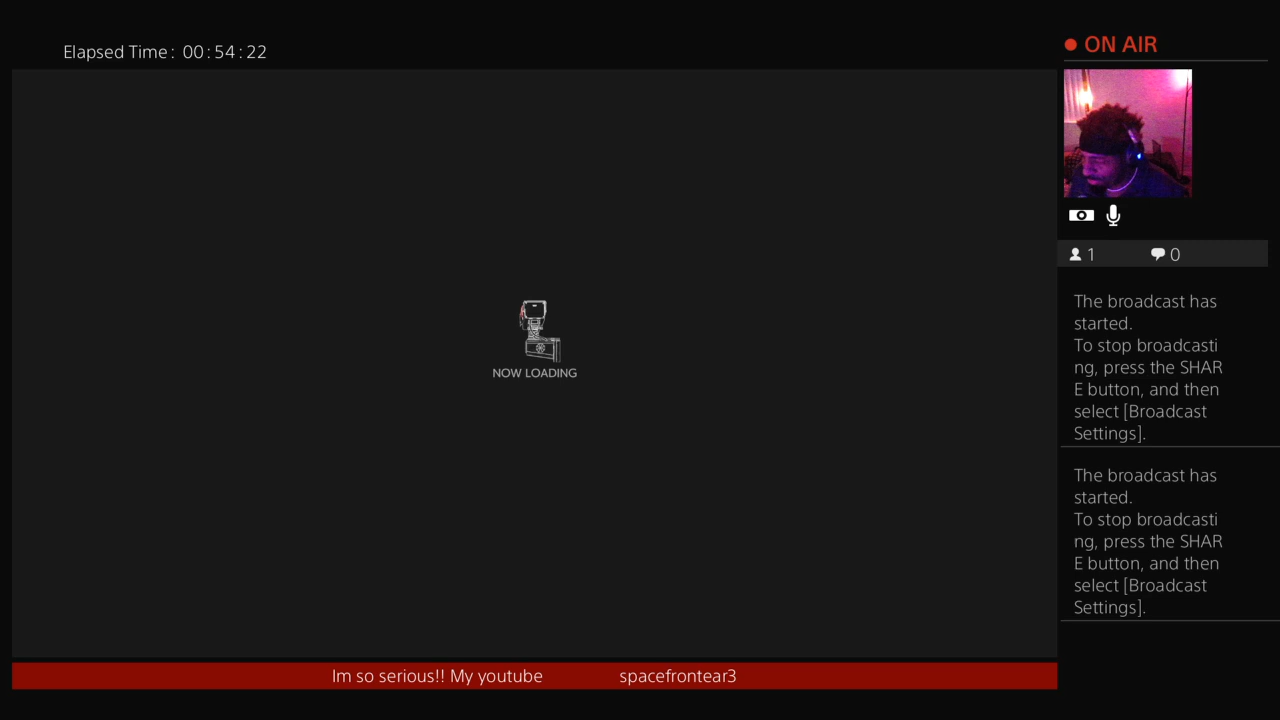 Elapsed Time: 00:54:22
ON AIR
NOW LOADING
1 0
The broadcast has
started.
To stop broadcasti
ng, press the SHAR
E button, and then
select [Broadcast
Settings].
The broadcast has
started.
To stop broadcasti
ng, press the SHAR
E button, and then
select [Broadcast
Settings].
Im so serious!! My youtube spacefrontear3